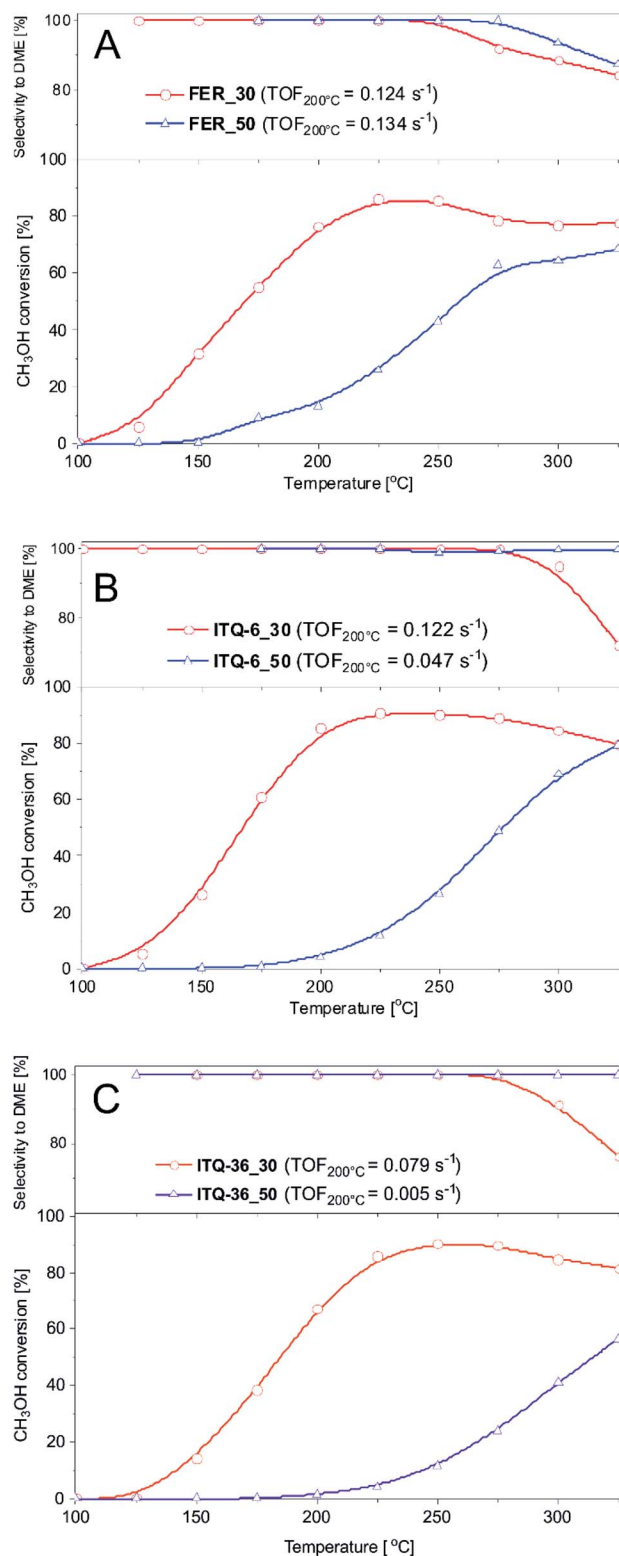 A
Selectivity to DME [%]
100
80
FER_30 (TOF200°C = 0.124 s-1)
FER_50 (TOF200°C = 0.134 s-1)
CH3OH conversion [%]
100
80
60
40
20
0
100 150 200 250 300
Temperature [°C]
B
Selectivity to DME [%]
100
80
ITQ-6_30 (TOF200°C = 0.122 s-1)
ITQ-6_50 (TOF200°C = 0.047 s-1)
CH3OH conversion [%]
100
80
60
40
20
0
100 150 200 250 300
Temperature [°C]
C
Selectivity to DME [%]
100
80
ITQ-36_30 (TOF200°C = 0.079 s-1)
ITQ-36_50 (TOF200°C = 0.005 s-1)
CH3OH conversion [%]
100
80
60
40
20
0
100 150 200 250 300
Temperature [°C]